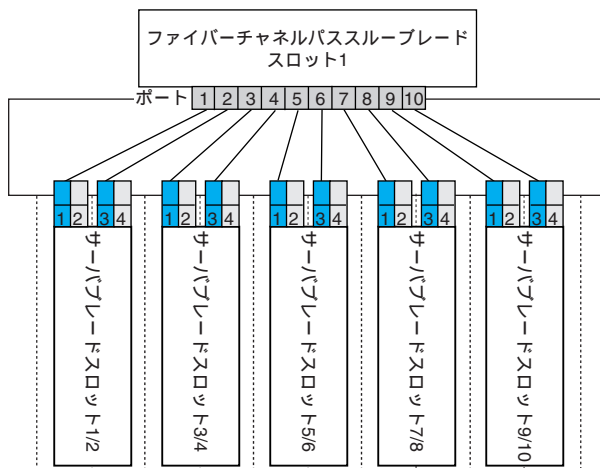 ファイバーチャネルパススルーブレード
スロット1
ポート 1 2 3 4 5 6 7 8 9 10
1 2 3 4 1 2 3 4 1 2 3 4 1 2 3 4 1 2 3 4
サーバブレードスロット1/2
サーバブレードスロット3/4
サーバブレードスロット5/6
サーバブレードスロット7/8
サーバブレードスロット9/10